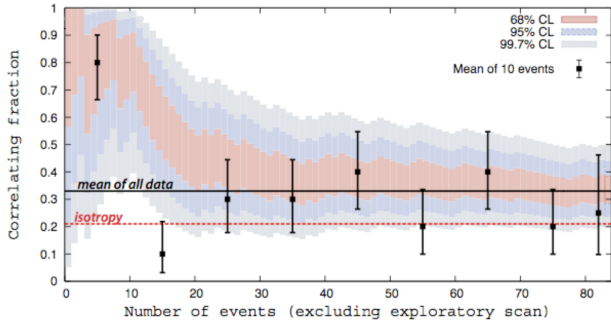 68% CL
95% CL
99.7% CL
Mean of 10 events
1
0.9
0.8
0.7
0.6
0.5
0.4
0.3
0.2
0.1
0
Correlating fraction
mean of all data
isotropy
0 10 20 30 40 50 60 70 80
Number of events (excluding exploratory scan)